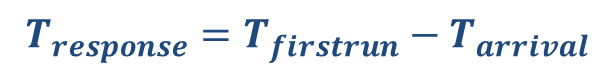 T_response = T_firstrun − T_arrival